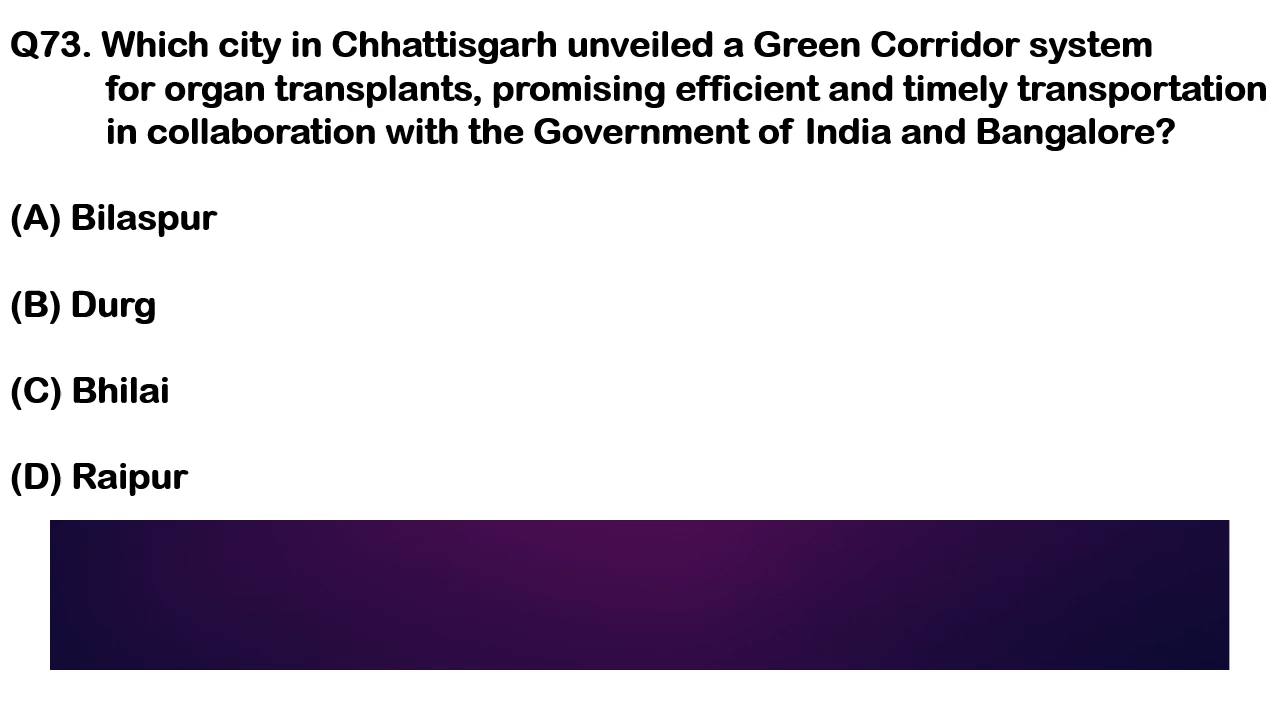 Q73. Which city in Chhattisgarh unveiled a Green Corridor system
for organ transplants, promising efficient and timely transportation
in collaboration with the Government of India and Bangalore?
(A) Bilaspur
(B) Durg
(C) Bhilai
(D) Raipur